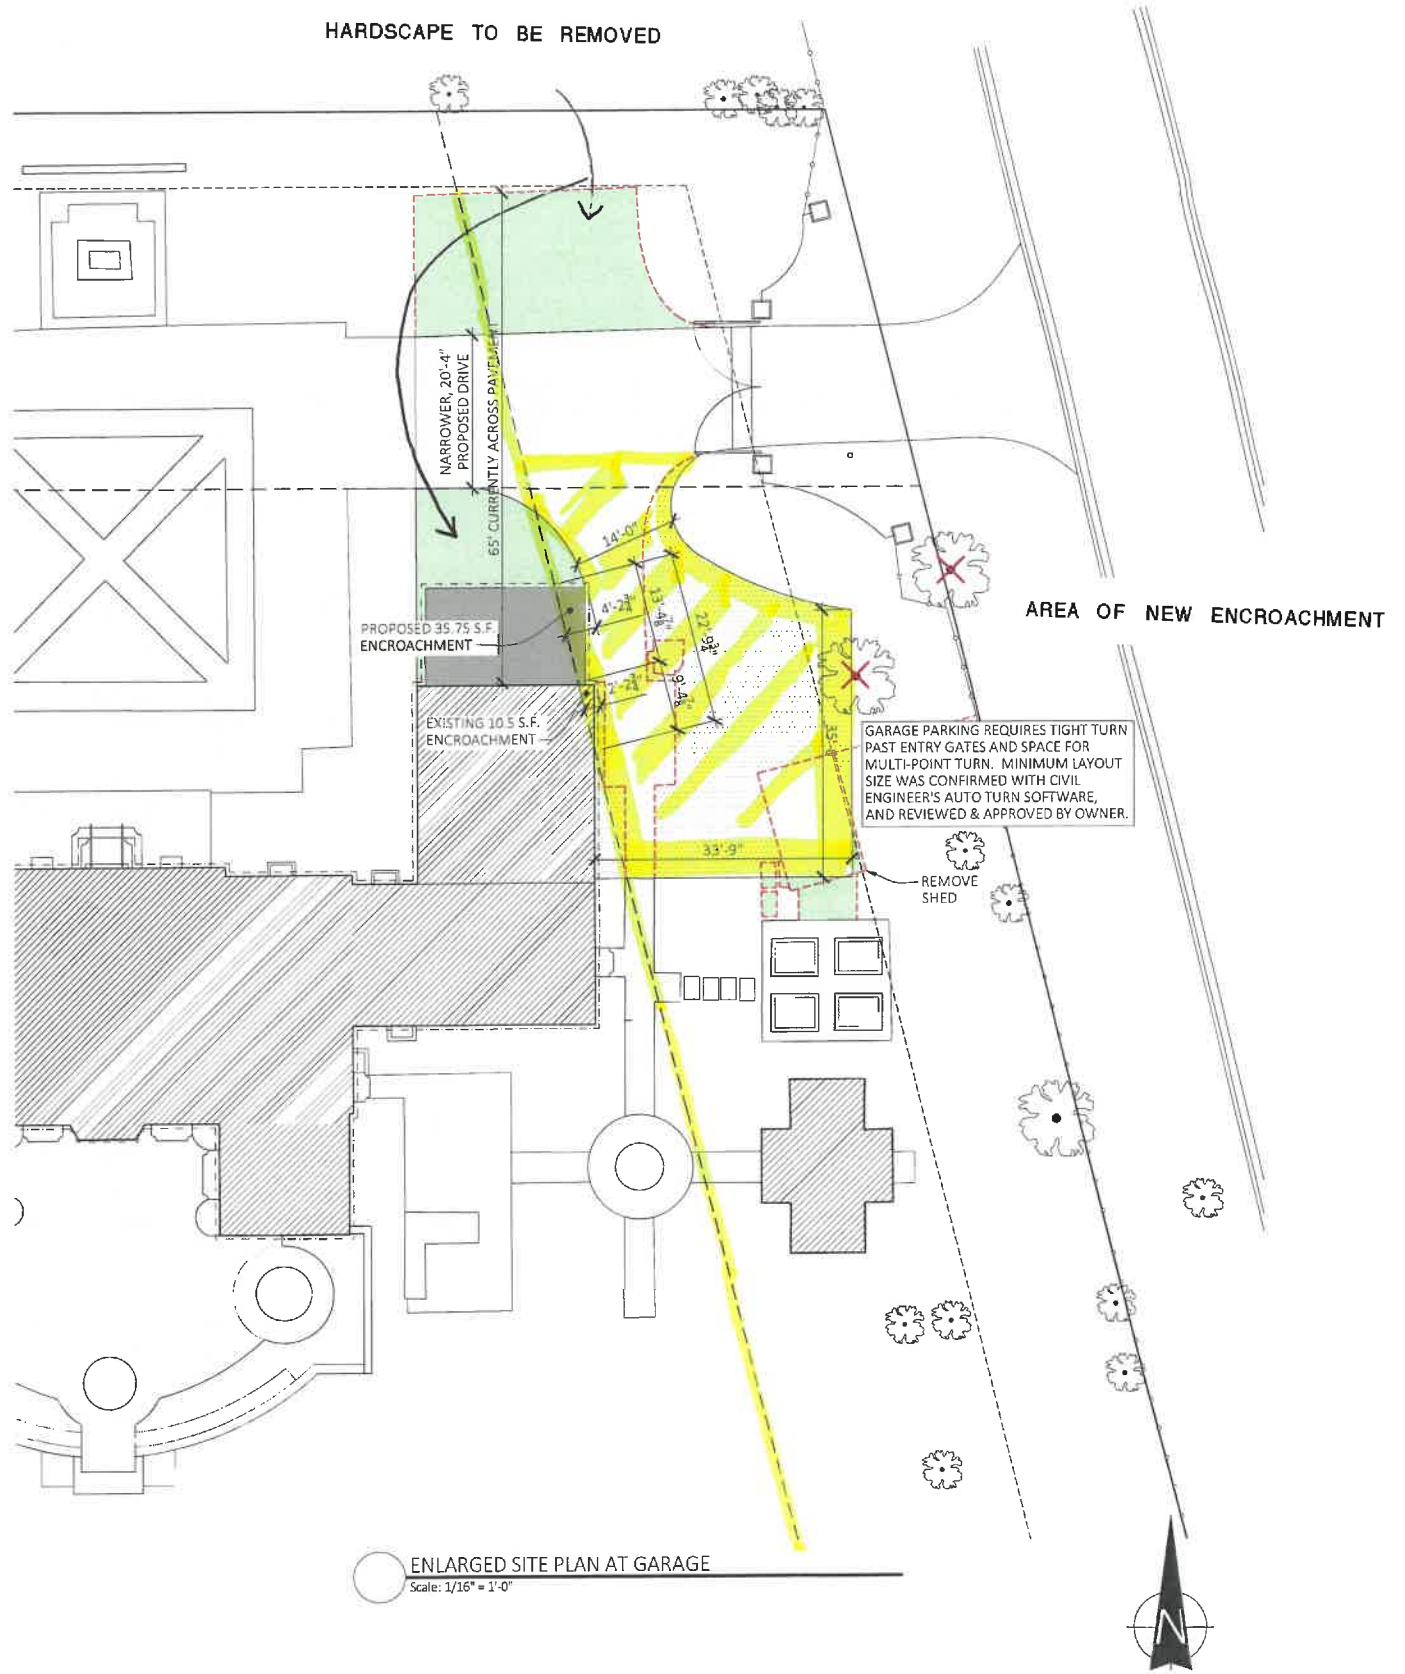 HARDSCAPE TO BE REMOVED
NARROWER, 20'-4"
PROPOSED DRIVE
65' CURRENTLY ACROSS PAVEMENT
14'-0"
4'-2¾"
13'-4⅞"
22'-9¾"
PROPOSED 35.75 S.F.
ENCROACHMENT
AREA OF NEW ENCROACHMENT
2'-2¾"
9'-4⅞"
EXISTING 10.5 S.F.
ENCROACHMENT
GARAGE PARKING REQUIRES TIGHT TURN
PAST ENTRY GATES AND SPACE FOR
MULTI-POINT TURN. MINIMUM LAYOUT
SIZE WAS CONFIRMED WITH CIVIL
ENGINEER'S AUTO TURN SOFTWARE,
AND REVIEWED & APPROVED BY OWNER.
33'-9"
REMOVE
SHED
ENLARGED SITE PLAN AT GARAGE
Scale: 1/16" = 1'-0"
N